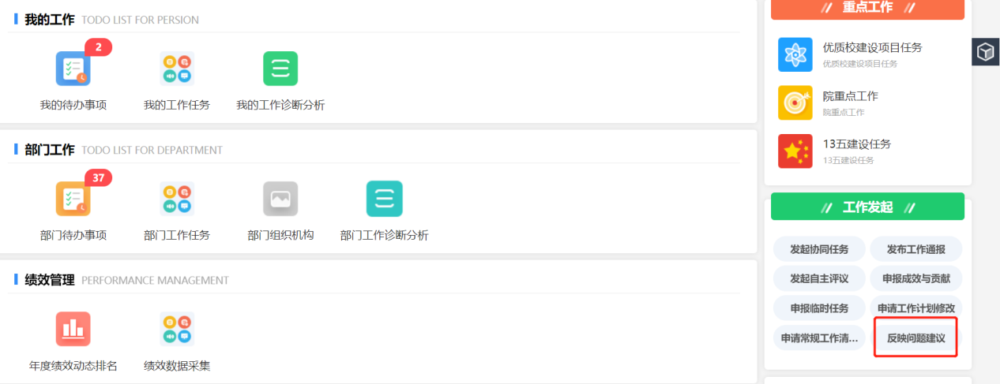 我的工作 TODO LIST FOR PERSION
2
我的待办事项 我的工作任务 我的工作诊断分析
部门工作 TODO LIST FOR DEPARTMENT
37
部门待办事项 部门工作任务 部门组织机构 部门工作诊断分析
绩效管理 PERFORMANCE MANAGEMENT
年度绩效动态排名 绩效数据采集
// 重点工作 //
优质校建设项目任务
优质校建设项目任务
院重点工作
院重点工作
13五建设任务
13五建设任务
// 工作发起 //
发起协同任务 发布工作通报
发起自主评议 申报成效与贡献
申报临时任务 申请工作计划修改
申请常规工作清... 反映问题建议